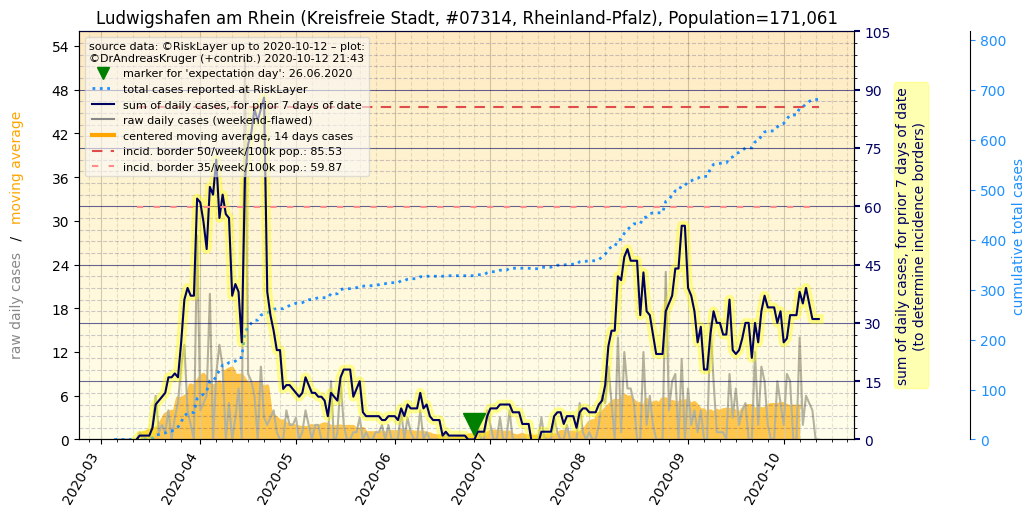 Ludwigshafen am Rhein (Kreisfreie Stadt, #07314, Rheinland-Pfalz), Population=171,061
source data: ©RiskLayer up to 2020-10-12 – plot:
©DrAndreasKruger (+contrib.) 2020-10-12 21:43
marker for 'expectation day': 26.06.2020
total cases reported at RiskLayer
sum of daily cases, for prior 7 days of date
raw daily cases (weekend-flawed)
centered moving average, 14 days cases
incid. border 50/week/100k pop.: 85.53
incid. border 35/week/100k pop.: 59.87
raw daily cases / moving average
54
48
42
36
30
24
18
12
6
0
2020-03
2020-04
2020-05
2020-06
2020-07
2020-08
2020-09
2020-10
105
90
75
60
45
30
15
0
sum of daily cases, for prior 7 days of date
(to determine incidence borders)
800
700
600
500
400
300
200
100
0
cumulative total cases